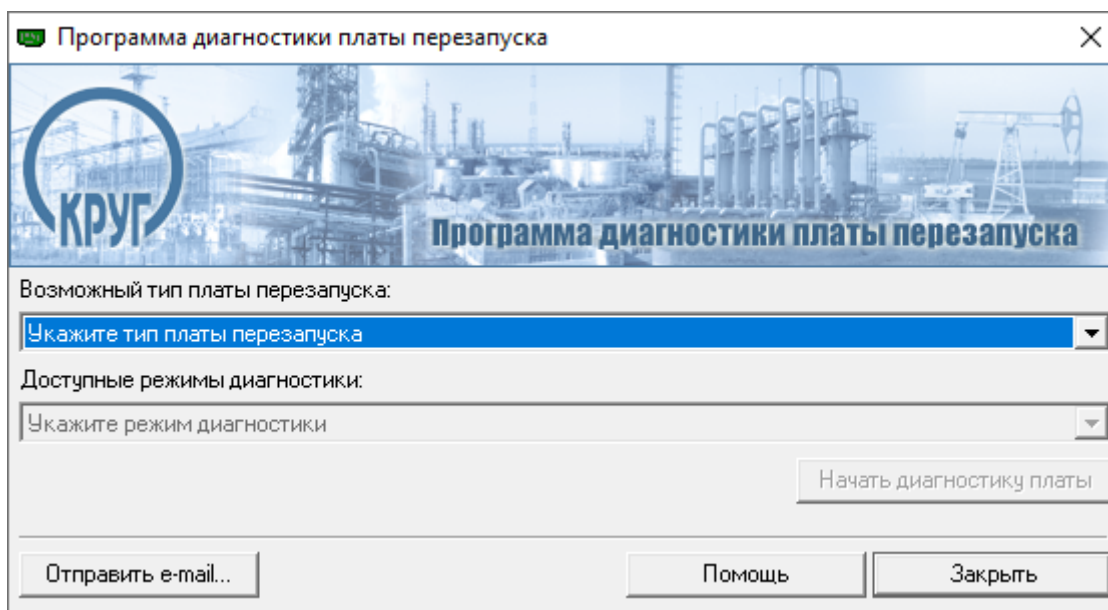 Программа диагностики платы перезапуска
КРУГ
Программа диагностики платы перезапуска
Возможный тип платы перезапуска:
Укажите тип платы перезапуска
Доступные режимы диагностики:
Укажите режим диагностики
Начать диагностику платы
Отправить e-mail... Помощь Закрыть